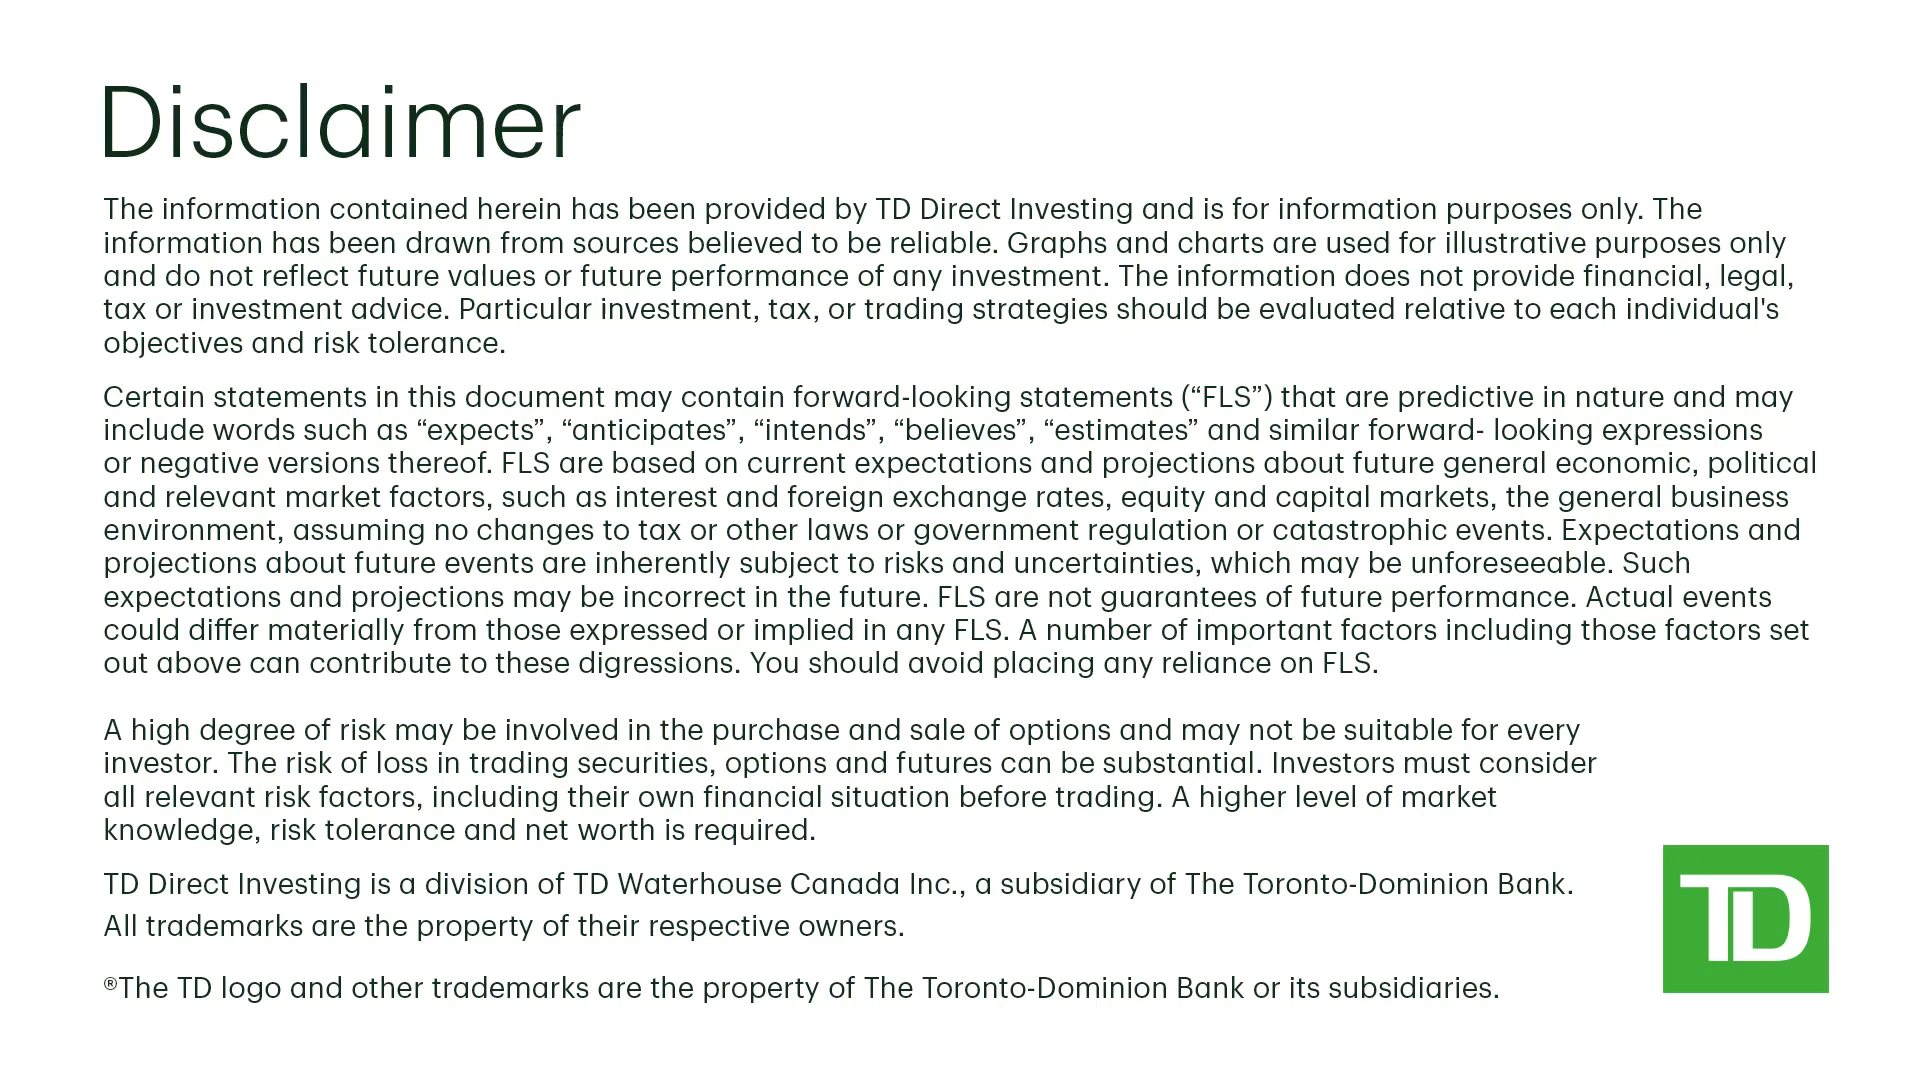 Disclaimer
The information contained herein has been provided by TD Direct Investing and is for information purposes only. The
information has been drawn from sources believed to be reliable. Graphs and charts are used for illustrative purposes only
and do not reflect future values or future performance of any investment. The information does not provide financial, legal,
tax or investment advice. Particular investment, tax, or trading strategies should be evaluated relative to each individual's
objectives and risk tolerance.
Certain statements in this document may contain forward-looking statements (“FLS”) that are predictive in nature and may
include words such as “expects”, “anticipates”, “intends”, “believes”, “estimates” and similar forward- looking expressions
or negative versions thereof. FLS are based on current expectations and projections about future general economic, political
and relevant market factors, such as interest and foreign exchange rates, equity and capital markets, the general business
environment, assuming no changes to tax or other laws or government regulation or catastrophic events. Expectations and
projections about future events are inherently subject to risks and uncertainties, which may be unforeseeable. Such
expectations and projections may be incorrect in the future. FLS are not guarantees of future performance. Actual events
could differ materially from those expressed or implied in any FLS. A number of important factors including those factors set
out above can contribute to these digressions. You should avoid placing any reliance on FLS.
A high degree of risk may be involved in the purchase and sale of options and may not be suitable for every
investor. The risk of loss in trading securities, options and futures can be substantial. Investors must consider
all relevant risk factors, including their own financial situation before trading. A higher level of market
knowledge, risk tolerance and net worth is required.
TD Direct Investing is a division of TD Waterhouse Canada Inc., a subsidiary of The Toronto-Dominion Bank.
All trademarks are the property of their respective owners.
®The TD logo and other trademarks are the property of The Toronto-Dominion Bank or its subsidiaries.
TD